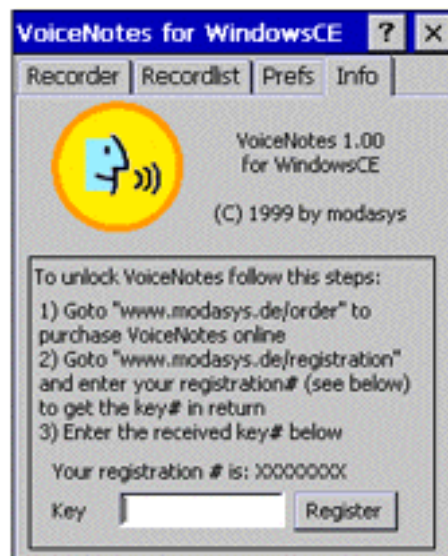 VoiceNotes for WindowsCE ? ×
Recorder Recordlist Prefs Info
VoiceNotes 1.00
for WindowsCE
(C) 1999 by modasys
To unlock VoiceNotes follow this steps:
1) Goto "www.modasys.de/order" to
purchase VoiceNotes online
2) Goto "www.modasys.de/registration"
and enter your registration# (see below)
to get the key# in return
3) Enter the received key# below
Your registration # is: XXXXXXXX
Key Register